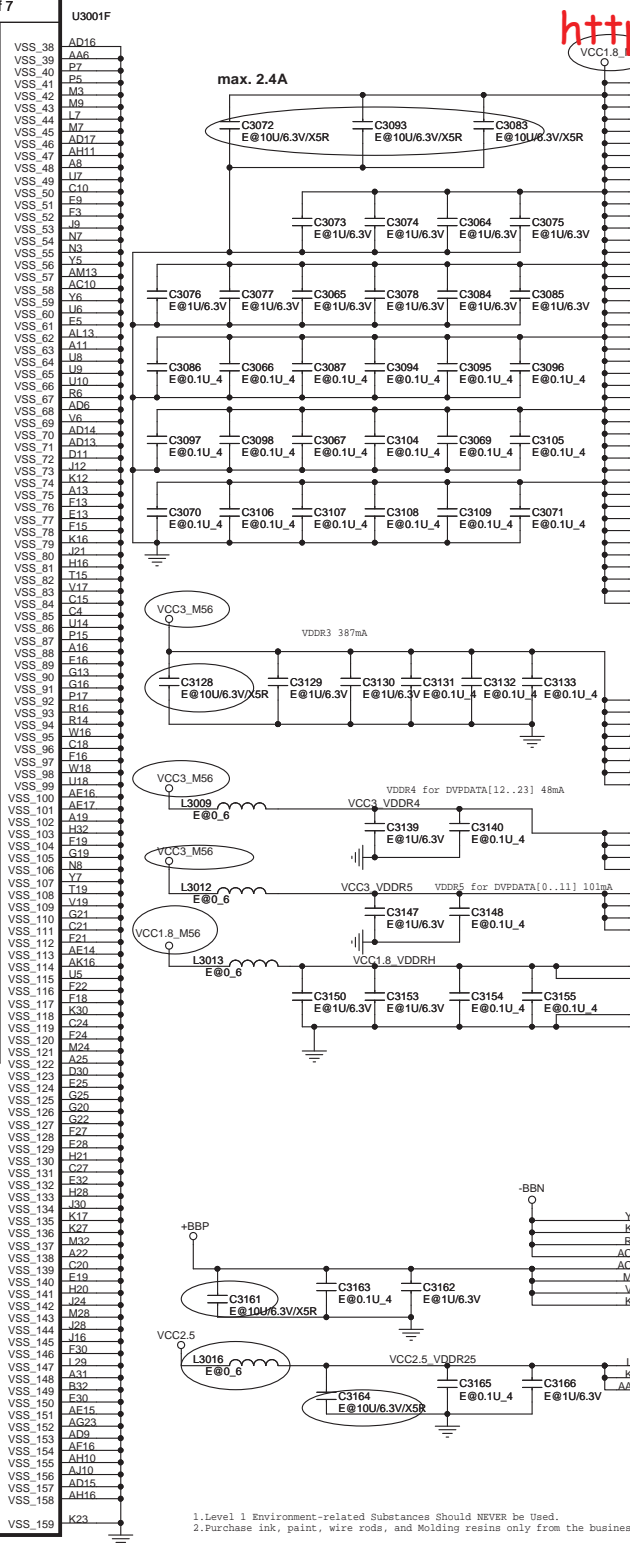 7
U3001F
VSS_38 AD16
VSS_39 AA6
VSS_40 P7
VSS_41 P5
VSS_42 M3
VSS_43 M9
VSS_44 L7
VSS_45 M7
VSS_46 AD17
VSS_47 AH11
VSS_48 A8
VSS_49 U7
VSS_50 C10
VSS_51 E9
VSS_52 F3
VSS_53 J9
VSS_54 N7
VSS_55 N3
VSS_56 Y5
VSS_57 AM13
VSS_58 AC10
VSS_59 Y6
VSS_60 U6
VSS_61 E5
VSS_62 AL13
VSS_63 A11
VSS_64 U8
VSS_65 U9
VSS_66 U10
VSS_67 R6
VSS_68 AD6
VSS_69 V6
VSS_70 AD14
VSS_71 AD13
VSS_72 D11
VSS_73 J12
VSS_74 K12
VSS_75 A13
VSS_76 F13
VSS_77 E13
VSS_78 F15
VSS_79 K16
VSS_80 J21
VSS_81 H16
VSS_82 T15
VSS_83 V17
VSS_84 C15
VSS_85 C4
VSS_86 U14
VSS_87 P15
VSS_88 A16
VSS_89 E16
VSS_90 G13
VSS_91 G16
VSS_92 P17
VSS_93 R16
VSS_94 R14
VSS_95 W16
VSS_96 C18
VSS_97 F16
VSS_98 W18
VSS_99 U18
VSS_100 AE16
VSS_101 AE17
VSS_102 A19
VSS_103 H32
VSS_104 F19
VSS_105 G19
VSS_106 N8
VSS_107 Y7
VSS_108 T19
VSS_109 V19
VSS_110 G21
VSS_111 C21
VSS_112 F21
VSS_113 AE14
VSS_114 AK16
VSS_115 U5
VSS_116 F22
VSS_117 F18
VSS_118 K30
VSS_119 C24
VSS_120 F24
VSS_121 M24
VSS_122 A25
VSS_123 D30
VSS_124 E25
VSS_125 G25
VSS_126 G20
VSS_127 G22
VSS_128 F27
VSS_129 E28
VSS_130 H21
VSS_131 C27
VSS_132 E32
VSS_133 H28
VSS_134 J30
VSS_135 K17
VSS_136 K27
VSS_137 M32
VSS_138 A22
VSS_139 C20
VSS_140 E19
VSS_141 H20
VSS_142 J24
VSS_143 M28
VSS_144 J28
VSS_145 J16
VSS_146 F30
VSS_147 L29
VSS_148 A31
VSS_149 B32
VSS_150 E30
VSS_151 AE15
VSS_152 AG23
VSS_153 AD9
VSS_154 AF16
VSS_155 AH10
VSS_156 AJ10
VSS_157 AD15
VSS_158 AH16
VSS_159 K23
http
VCC1.8_
max. 2.4A
C3072 C3093 C3083
E@10U/6.3V/X5R E@10U/6.3V/X5R E@10U/6.3V/X5R
C3073 C3074 C3064 C3075
E@1U/6.3V E@1U/6.3V E@1U/6.3V E@1U/6.3V
C3076 C3077 C3065 C3078 C3084 C3085
E@1U/6.3V E@1U/6.3V E@1U/6.3V E@1U/6.3V E@1U/6.3V E@1U/6.3V
C3086 C3066 C3087 C3094 C3095 C3096
E@0.1U_4 E@0.1U_4 E@0.1U_4 E@0.1U_4 E@0.1U_4 E@0.1U_4
C3097 C3098 C3067 C3104 C3069 C3105
E@0.1U_4 E@0.1U_4 E@0.1U_4 E@0.1U_4 E@0.1U_4 E@0.1U_4
C3070 C3106 C3107 C3108 C3109 C3071
E@0.1U_4 E@0.1U_4 E@0.1U_4 E@0.1U_4 E@0.1U_4 E@0.1U_4
VCC3_M56
VDDR3 387mA
C3128 C3129 C3130 C3131 C3132 C3133
E@10U/6.3V/X5R E@1U/6.3V E@1U/6.3V E@0.1U_4 E@0.1U_4 E@0.1U_4
VCC3_M56
VDDR4 for DVPDATA[12..23] 48mA
L3009 VCC3_VDDR4
E@0_6
C3139 C3140
E@1U/6.3V E@0.1U_4
VCC3_M56
L3012 VCC3_VDDR5 VDDR5 for DVPDATA[0..11] 101mA
E@0_6
C3147 C3148
E@1U/6.3V E@0.1U_4
VCC1.8_M56
L3013 VCC1.8_VDDRH
E@0_6
C3150 C3153 C3154 C3155
E@1U/6.3V E@1U/6.3V E@0.1U_4 E@0.1U_4
-BBN
+BBP
C3161 C3163 C3162
E@10U/6.3V/X5R E@0.1U_4 E@1U/6.3V
VCC2.5
L3016 VCC2.5_VDDR25
E@0_6
C3164 C3165 C3166
E@10U/6.3V/X5R E@0.1U_4 E@1U/6.3V
1.Level 1 Environment-related Substances Should NEVER be Used.
2.Purchase ink, paint, wire rods, and Molding resins only from the busines